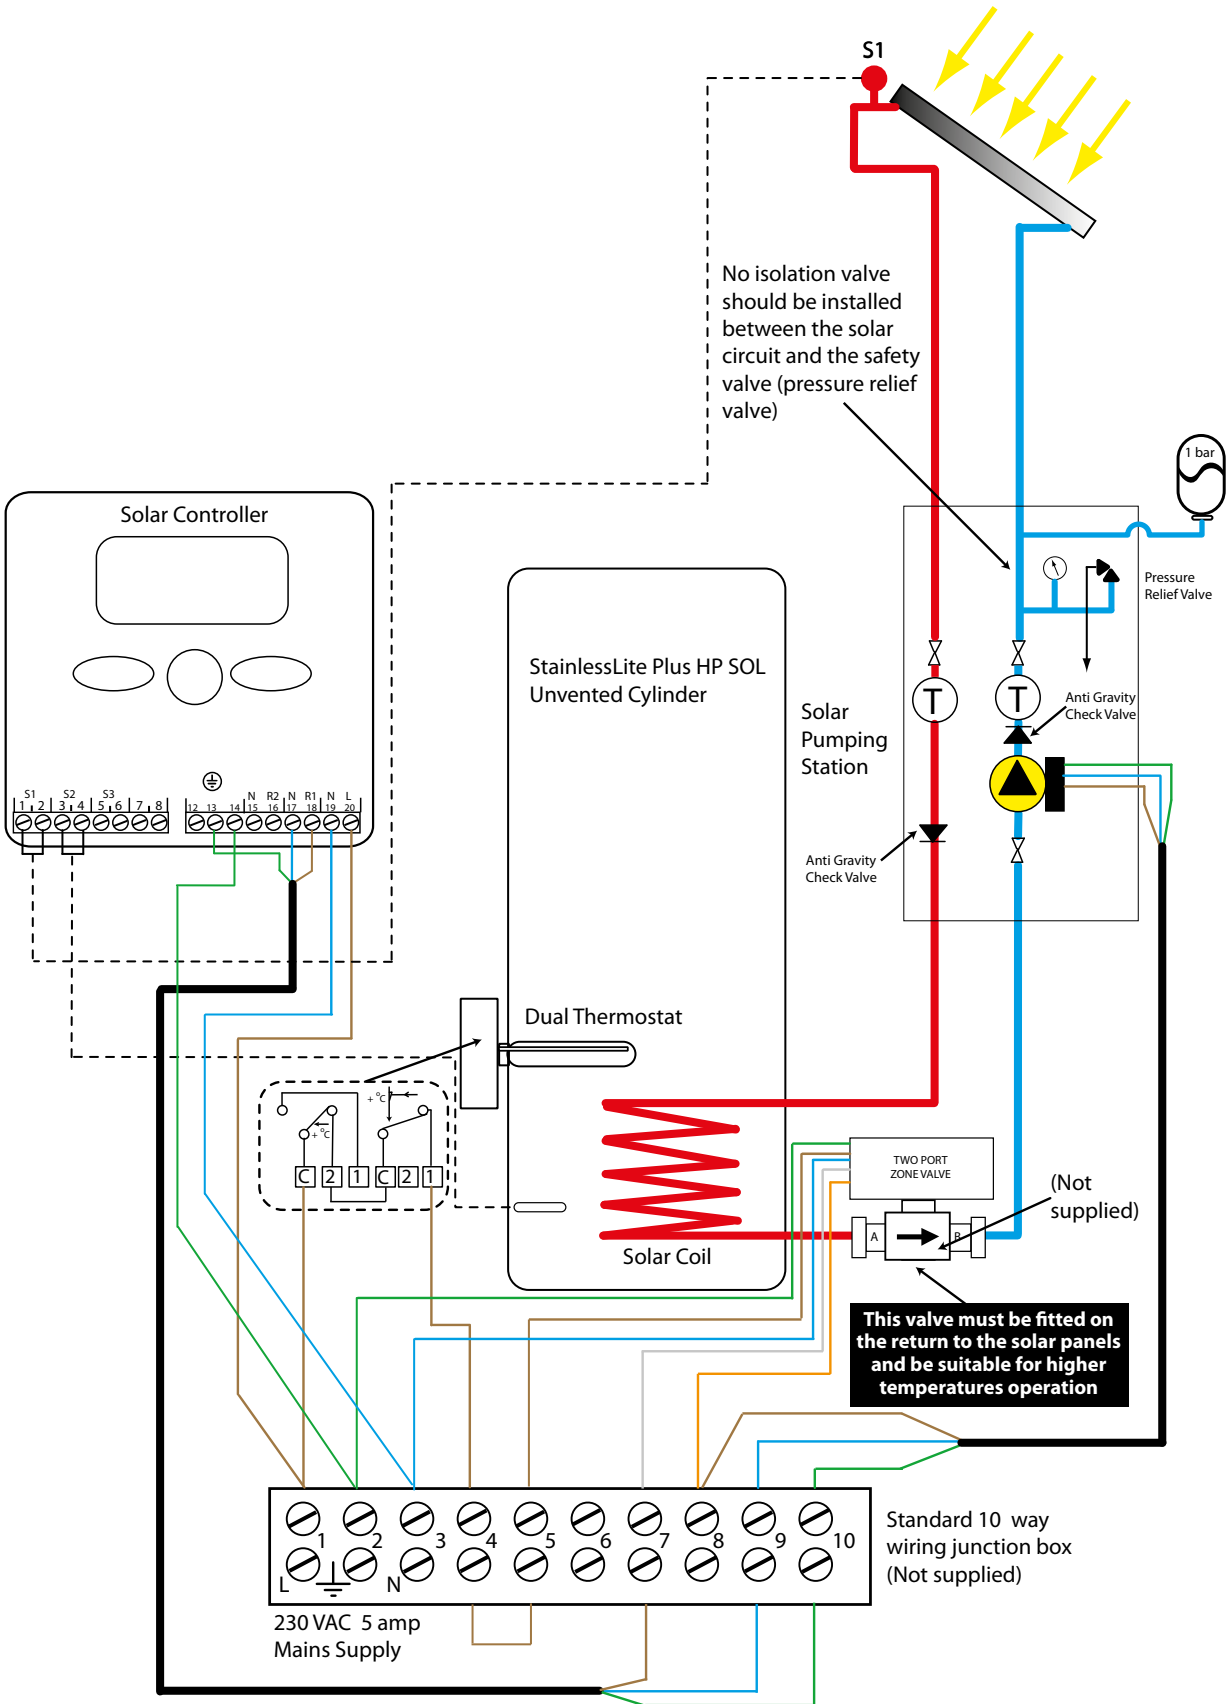 S1
No isolation valve
should be installed
between the solar
circuit and the safety
valve (pressure relief
valve)
1 bar
Solar Controller
Pressure
Relief Valve
StainlessLite Plus HP SOL
Unvented Cylinder
Solar
Pumping
Station
T
T
Anti Gravity
Check Valve
Anti Gravity
Check Valve
S1 S2 S3
1 2 3 4 5 6 7 8
N R2 N R1 N L
12 13 14 15 16 17 18 19 20
Dual Thermostat
+ °C
+ °C
C 2 1 C 2 1
TWO PORT
ZONE VALVE
(Not
supplied)
A B
Solar Coil
This valve must be fitted on
the return to the solar panels
and be suitable for higher
temperatures operation
1 2 3 4 5 6 7 8 9 10
L N
Standard 10 way
wiring junction box
(Not supplied)
230 VAC 5 amp
Mains Supply